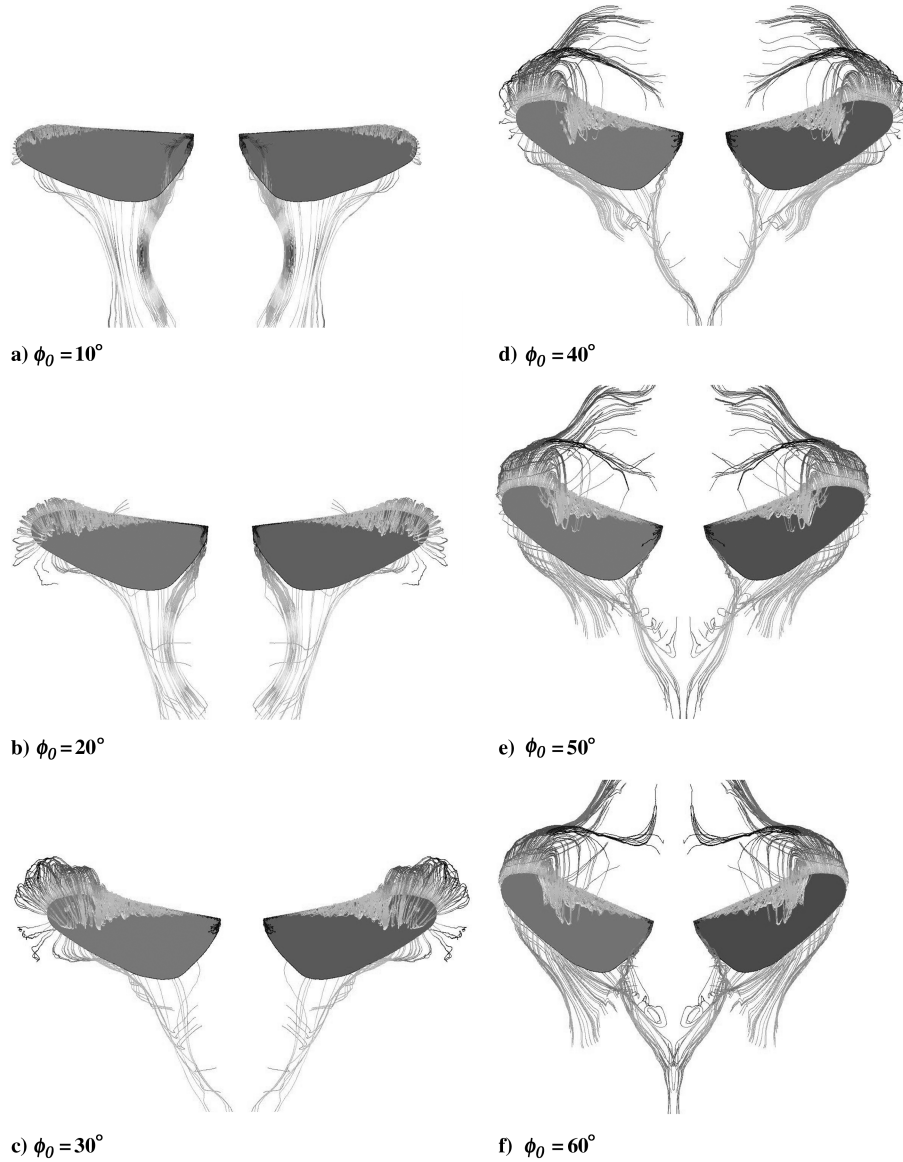 a) ϕ₀ = 10°
b) ϕ₀ = 20°
c) ϕ₀ = 30°
d) ϕ₀ = 40°
e) ϕ₀ = 50°
f) ϕ₀ = 60°